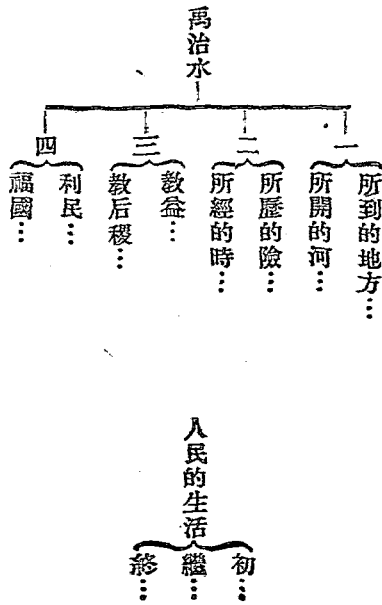 禹治水
一
所到的地方…
所開的河…
二
所歷的險…
所經的時…
三
教益…
教后稷…
四
利民…
福國…
人民的生活
初…
繼…
終…